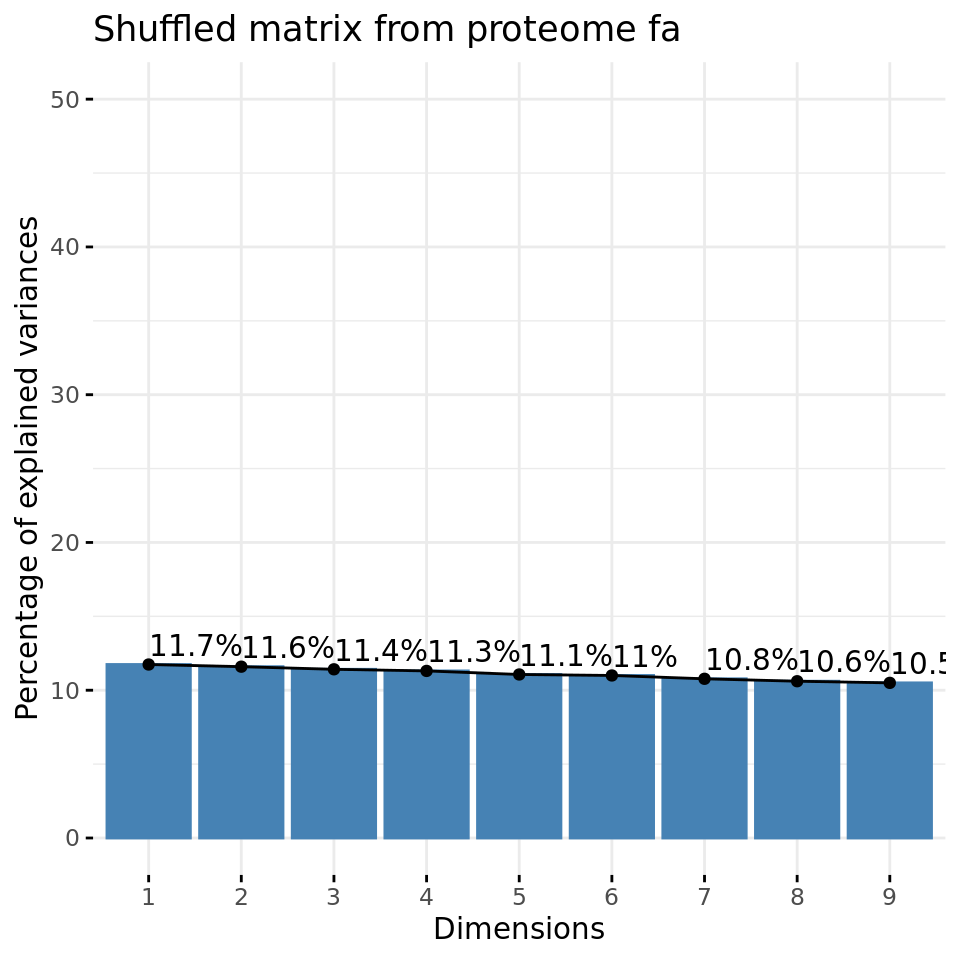 Shuffled matrix from proteome fa
Percentage of explained variances
50
40
30
20
10
0
11.7% 11.6% 11.4% 11.3% 11.1% 11% 10.8% 10.6% 10.5
1 2 3 4 5 6 7 8 9
Dimensions